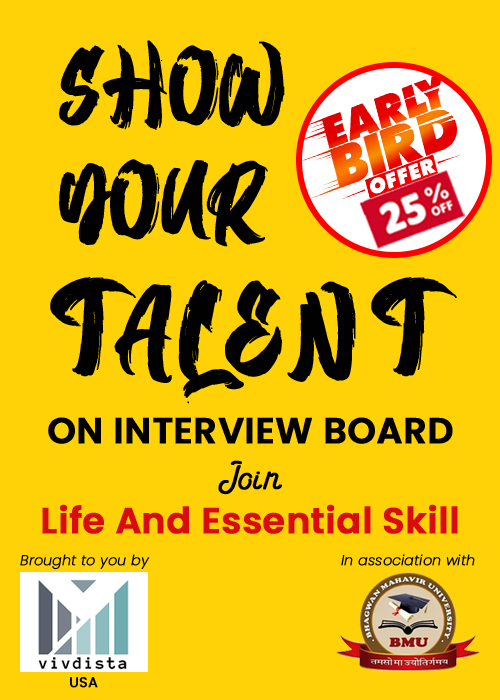 SHOW
YOUR
TALENT
EARLY
BIRD
OFFER
25% OFF
ON INTERVIEW BOARD
Join
Life And Essential Skill
Brought to you by
vivdista
USA
In association with
BHAGWAN MAHAVIR UNIVERSITY
BMU
तमसो मा ज्योतिर्गमय